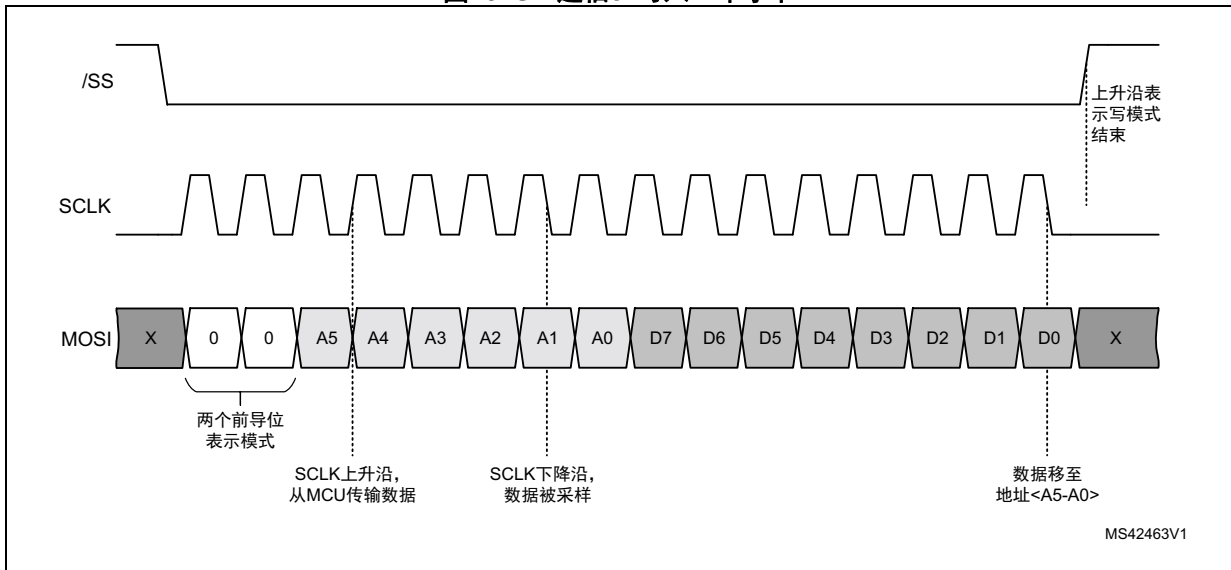 /SS
上升沿表
示写模式
结束
SCLK
MOSI X 0 0 A5 A4 A3 A2 A1 A0 D7 D6 D5 D4 D3 D2 D1 D0 X
两个前导位
表示模式
SCLK上升沿，
从MCU传输数据
SCLK下降沿，
数据被采样
数据移至
地址<A5-A0>
MS42463V1